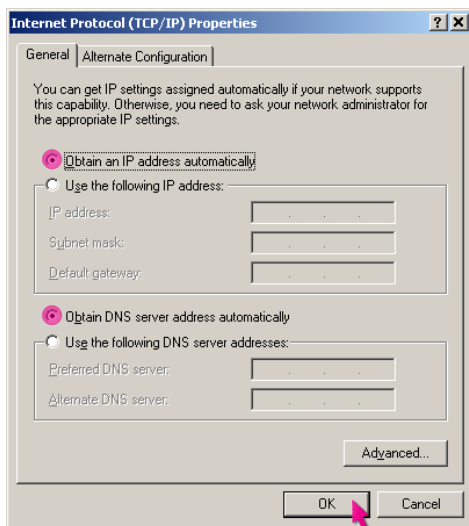 Internet Protocol (TCP/IP) Properties
General
Alternate Configuration
You can get IP settings assigned automatically if your network supports
this capability. Otherwise, you need to ask your network administrator for
the appropriate IP settings.
Obtain an IP address automatically
Use the following IP address:
IP address:
Subnet mask:
Default gateway:
Obtain DNS server address automatically
Use the following DNS server addresses:
Preferred DNS server:
Alternate DNS server:
Advanced...
OK
Cancel